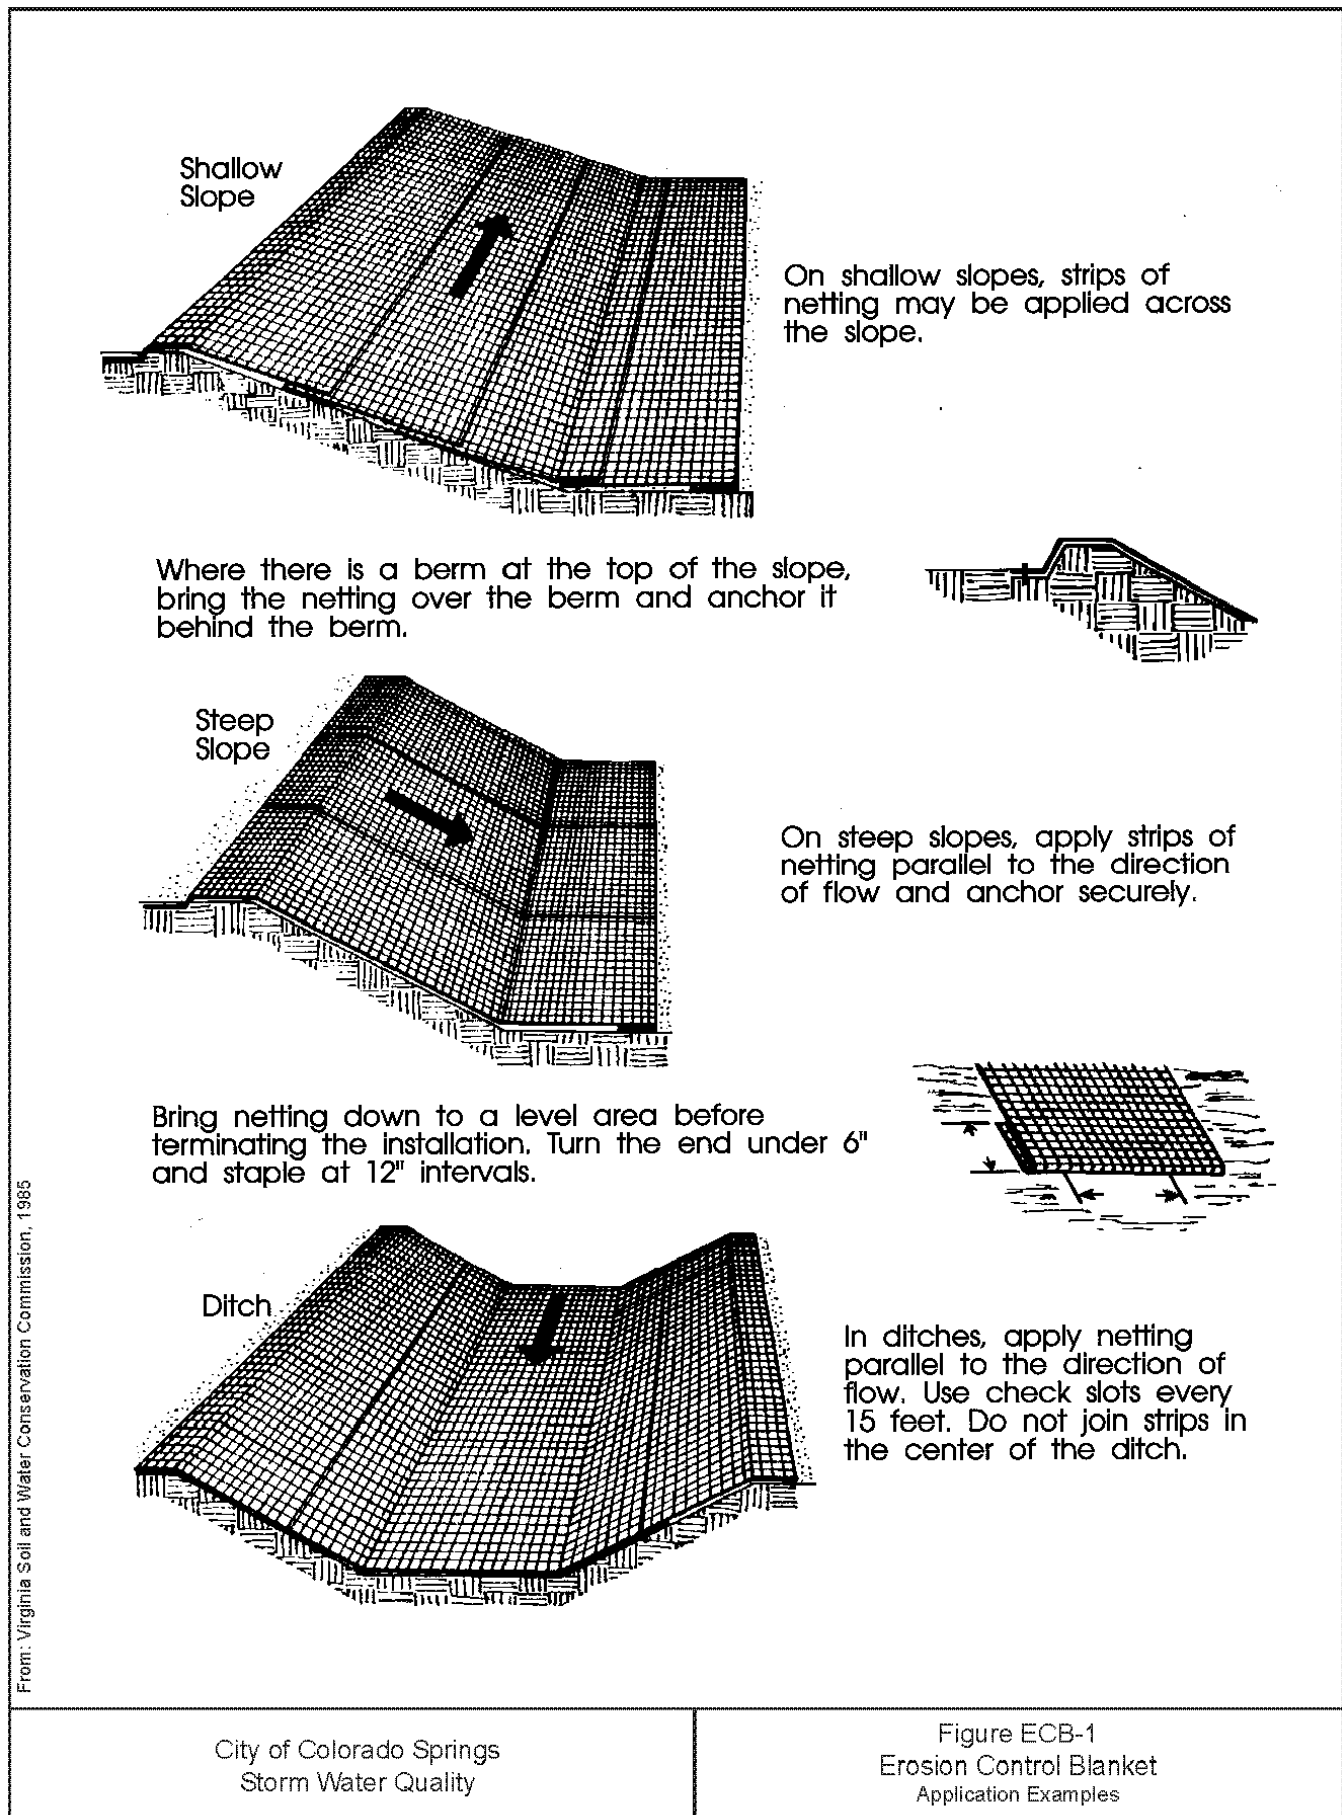 Shallow
Slope
On shallow slopes, strips of
netting may be applied across
the slope.
Where there is a berm at the top of the slope,
bring the netting over the berm and anchor it
behind the berm.
Steep
Slope
On steep slopes, apply strips of
netting parallel to the direction
of flow and anchor securely.
Bring netting down to a level area before
terminating the installation. Turn the end under 6"
and staple at 12" intervals.
Ditch
In ditches, apply netting
parallel to the direction of
flow. Use check slots every
15 feet. Do not join strips in
the center of the ditch.
From: Virginia Soil and Water Conservation Commission, 1985
City of Colorado Springs
Storm Water Quality
Figure ECB-1
Erosion Control Blanket
Application Examples